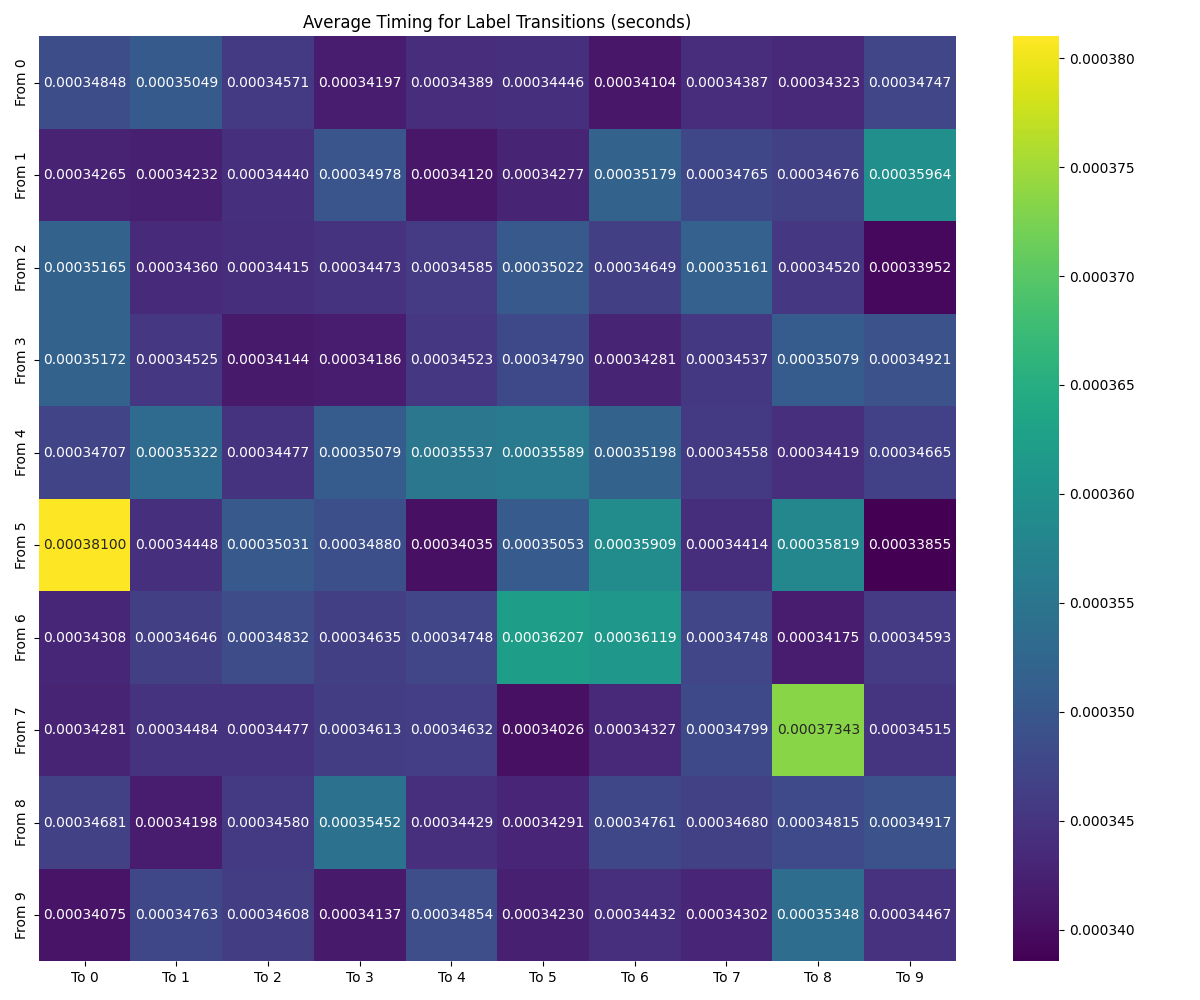 Average Timing for Label Transitions (seconds)
From 0 0.00034848 0.00035049 0.00034571 0.00034197 0.00034389 0.00034446 0.00034104 0.00034387 0.00034323 0.00034747
From 1 0.00034265 0.00034232 0.00034440 0.00034978 0.00034120 0.00034277 0.00035179 0.00034765 0.00034676 0.00035964
From 2 0.00035165 0.00034360 0.00034415 0.00034473 0.00034585 0.00035022 0.00034649 0.00035161 0.00034520 0.00033952
From 3 0.00035172 0.00034525 0.00034144 0.00034186 0.00034523 0.00034790 0.00034281 0.00034537 0.00035079 0.00034921
From 4 0.00034707 0.00035322 0.00034477 0.00035079 0.00035537 0.00035589 0.00035198 0.00034558 0.00034419 0.00034665
From 5 0.00038100 0.00034448 0.00035031 0.00034880 0.00034035 0.00035053 0.00035909 0.00034414 0.00035819 0.00033855
From 6 0.00034308 0.00034646 0.00034832 0.00034635 0.00034748 0.00036207 0.00036119 0.00034748 0.00034175 0.00034593
From 7 0.00034281 0.00034484 0.00034477 0.00034613 0.00034632 0.00034026 0.00034327 0.00034799 0.00037343 0.00034515
From 8 0.00034681 0.00034198 0.00034580 0.00035452 0.00034429 0.00034291 0.00034761 0.00034680 0.00034815 0.00034917
From 9 0.00034075 0.00034763 0.00034608 0.00034137 0.00034854 0.00034230 0.00034432 0.00034302 0.00035348 0.00034467
To 0 To 1 To 2 To 3 To 4 To 5 To 6 To 7 To 8 To 9
0.000380
0.000375
0.000370
0.000365
0.000360
0.000355
0.000350
0.000345
0.000340